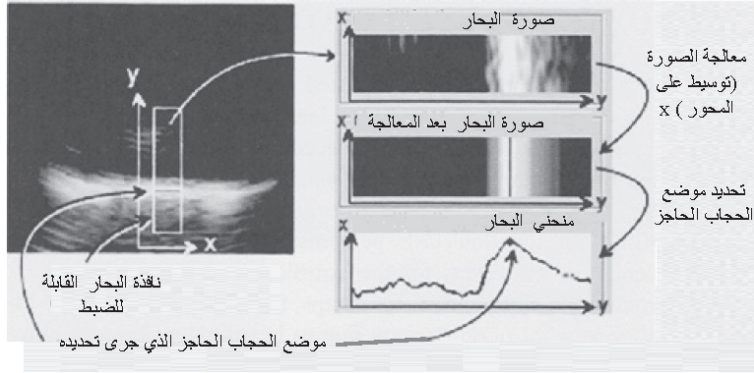 صورة البحار
x
y
معالجة الصورة
(توسيط على
المحور x )
y
x
x
صورة البحار بعد المعالجة
y
تحديد موضع
الحجاب الحاجز
منحني البحار
x
y
نافذة البحار القابلة
للضبط
موضع الحجاب الحاجز الذي جرى تحديده